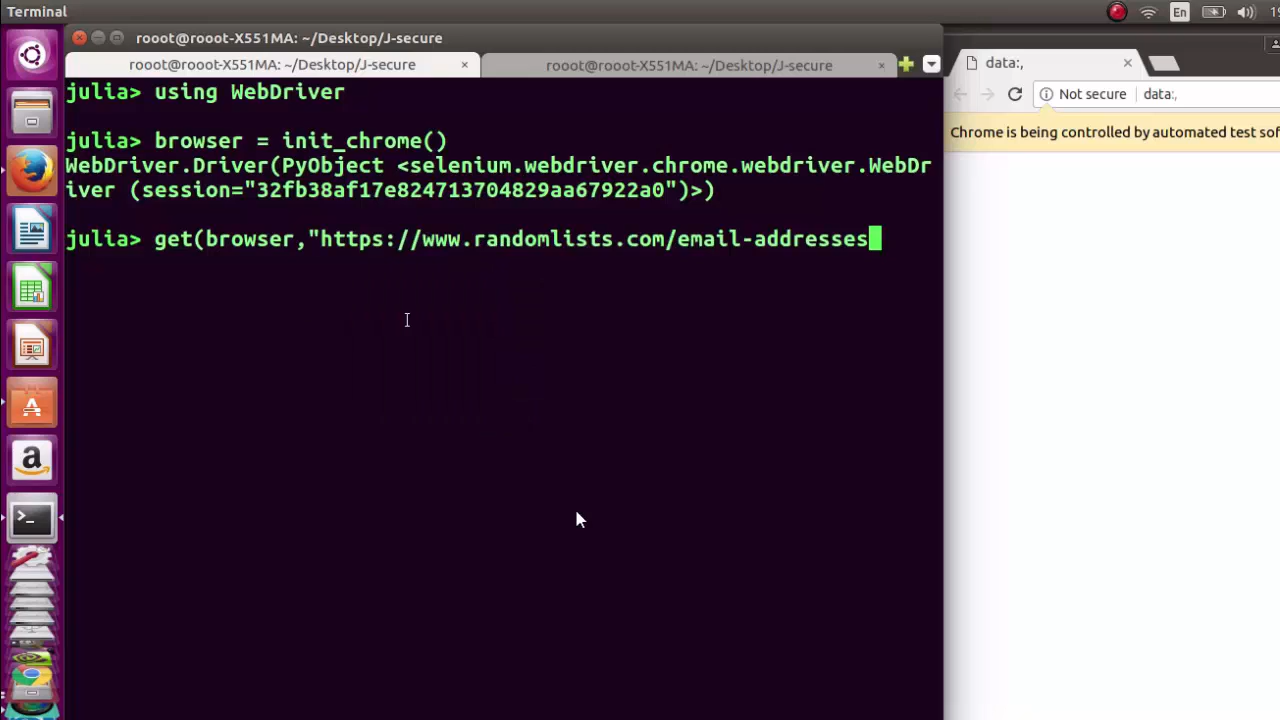 Terminal
En
rooot@rooot-X551MA: ~/Desktop/J-secure
rooot@rooot-X551MA: ~/Desktop/J-secure
rooot@rooot-X551MA: ~/Desktop/J-secure
julia> using WebDriver
julia> browser = init_chrome()
WebDriver.Driver(PyObject <selenium.webdriver.chrome.webdriver.WebDr
iver (session="32fb38af17e824713704829aa67922a0")>)
julia> get(browser,"https://www.randomlists.com/email-addresses
data:,
Not secure
data:,
Chrome is being controlled by automated test sof